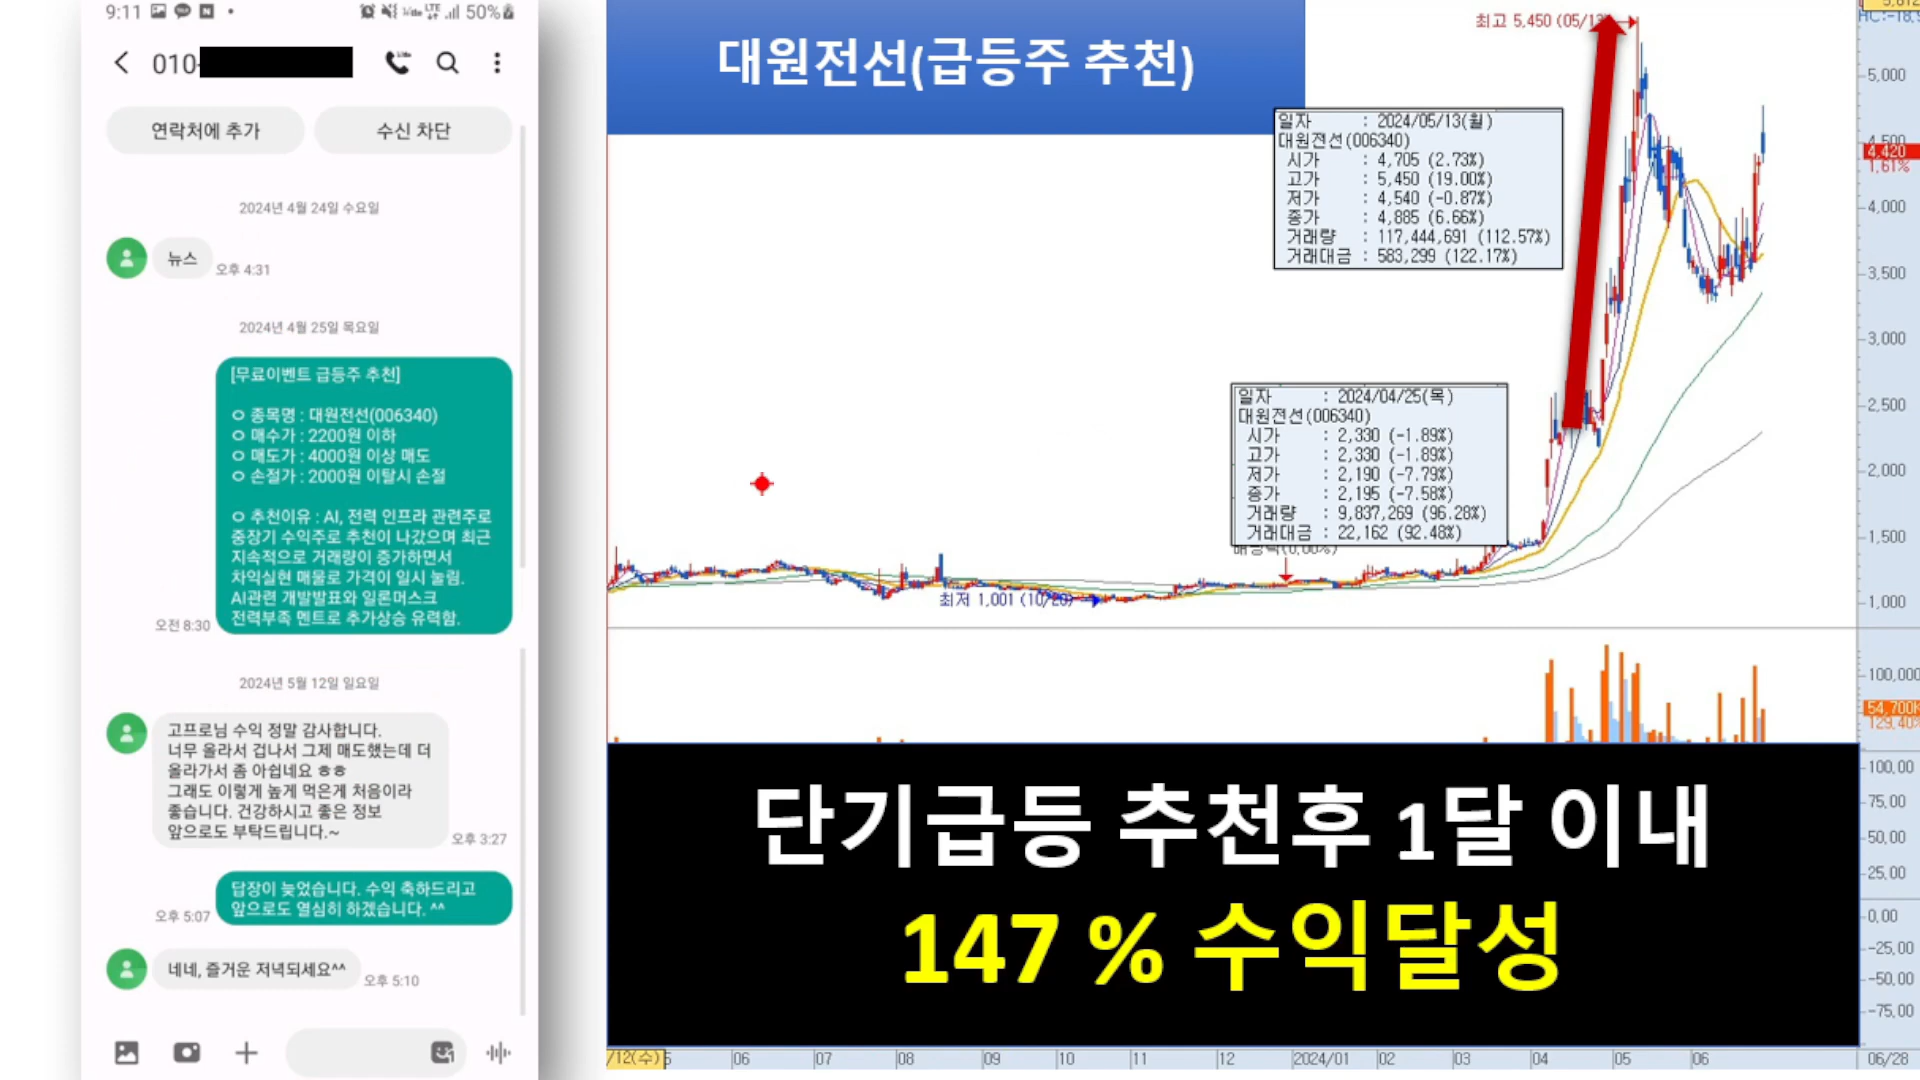 9:11
50%
010-
연락처에 추가
수신 차단
2024년 4월 24일 수요일
뉴스
오후 4:31
2024년 4월 25일 목요일
[무료이벤트 급등주 추천]
ㅇ 종목명 : 대원전선(006340)
ㅇ 매수가 : 2200원 이하
ㅇ 매도가 : 4000원 이상 매도
ㅇ 손절가 : 2000원 이탈시 손절
ㅇ 추천이유 : AI, 전력 인프라 관련주로
중장기 수익주로 추천이 나갔으며 최근
지속적으로 거래량이 증가하면서
차익실현 매물로 가격이 일시 눌림.
AI관련 개발발표와 일론머스크
전력부족 멘트로 추가상승 유력함.
오전 8:30
2024년 5월 12일 일요일
고프로님 수익 정말 감사합니다.
너무 올라서 겁나서 그제 매도했는데 더
올라가서 좀 아쉽네요 ㅎㅎ
그래도 이렇게 높게 먹은게 처음이라
좋습니다. 건강하시고 좋은 정보
앞으로도 부탁드립니다.~
오후 3:27
답장이 늦었습니다. 수익 축하드리고
앞으로도 열심히 하겠습니다. ^^
오후 5:07
네네, 즐거운 저녁되세요^^
오후 5:10
대원전선(급등주 추천)
최고 5,450 (05/13)
일자 : 2024/05/13(월)
대원전선(006340)
시가 : 4,705 (2.73%)
고가 : 5,450 (19.00%)
저가 : 4,540 (-0.87%)
종가 : 4,885 (6.66%)
거래량 : 117,444,691 (112.57%)
거래대금 : 583,299 (122.17%)
일자 : 2024/04/25(목)
대원전선(006340)
시가 : 2,330 (-1.89%)
고가 : 2,330 (-1.89%)
저가 : 2,190 (-7.79%)
종가 : 2,195 (-7.58%)
거래량 : 9,837,269 (96.28%)
거래대금 : 22,162 (92.48%)
최저 1,001 (10/20)
5,000
4,500
4,420
1.61%
4,000
3,500
3,000
2,500
2,000
1,500
1,000
100,000
54,700K
129.40%
100,00
75,00
50,00
25,00
0,00
-25,00
-50,00
-75,00
단기급등 추천후 1달 이내
147 % 수익달성
/12(수)
06
07
08
09
10
11
12
2024/01
02
03
04
05
06
06/28